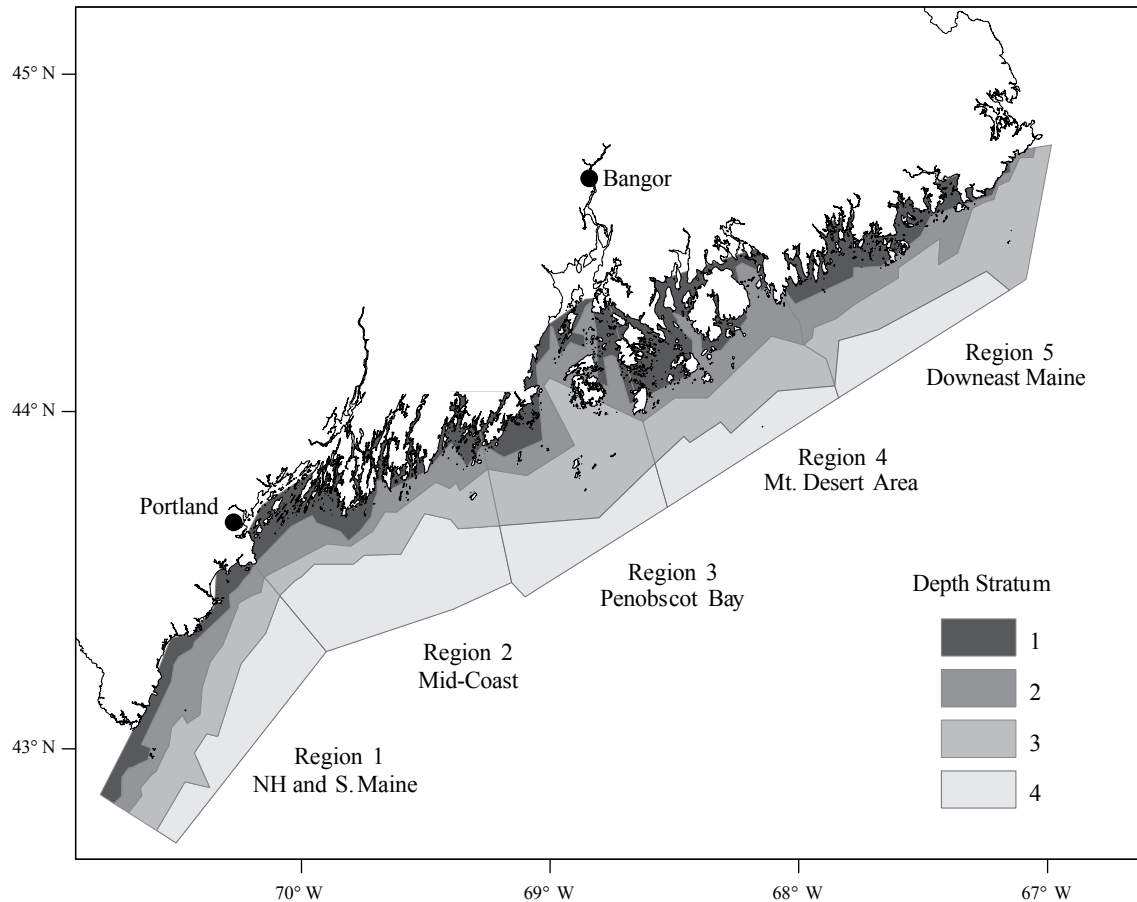 45° N
Bangor
Region 5
Downeast Maine
44° N
Region 4
Mt. Desert Area
Portland
Region 3
Penobscot Bay
Depth Stratum
1
Region 2
Mid-Coast
2
43° N
3
Region 1
NH and S. Maine
4
70° W
69° W
68° W
67° W